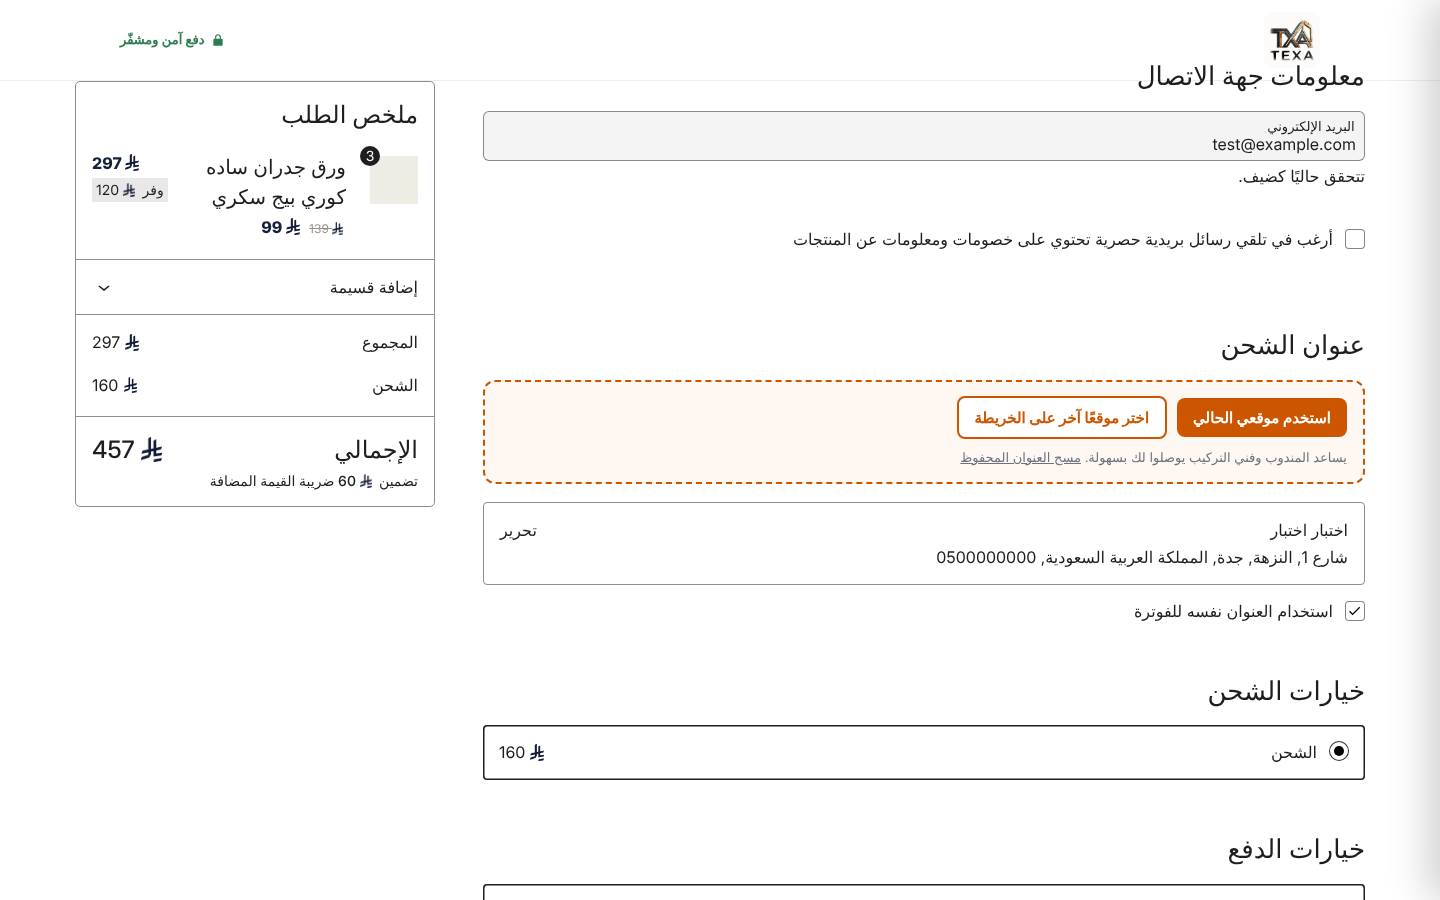 TXA
TEXA
دفع آمن ومشفّر
معلومات جهة الاتصال
البريد الإلكتروني
test@example.com
تتحقق حاليًا كضيف.
أرغب في تلقي رسائل بريدية حصرية تحتوي على خصومات ومعلومات عن المنتجات
عنوان الشحن
استخدم موقعي الحالي
اختر موقعًا آخر على الخريطة
يساعد المندوب وفني التركيب يوصلوا لك بسهولة. مسح العنوان المحفوظ
اختبار اختبار
تحرير
شارع 1, النزهة, جدة, المملكة العربية السعودية, 0500000000
استخدام العنوان نفسه للفوترة
خيارات الشحن
الشحن
160
خيارات الدفع
ملخص الطلب
3
ورق جدران ساده
كوري بيج سكري
139 99
297
وفر 120
إضافة قسيمة
المجموع
297
الشحن
160
الإجمالي
457
تضمين 60 ضريبة القيمة المضافة